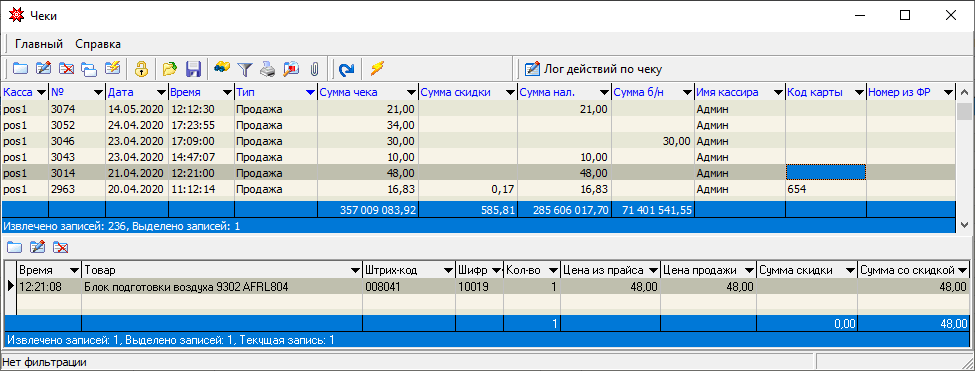 Чеки
Главный Справка
Лог действий по чеку
Касса № Дата Время Тип Сумма чека Сумма скидки Сумма нал. Сумма б/н Имя кассира Код карты Номер из ФР
pos1 3074 14.05.2020 12:12:30 Продажа 21,00 21,00 Админ
pos1 3052 24.04.2020 17:23:55 Продажа 34,00 Админ
pos1 3046 23.04.2020 17:09:00 Продажа 30,00 30,00 Админ
pos1 3043 23.04.2020 14:47:07 Продажа 10,00 10,00 Админ
pos1 3014 21.04.2020 12:21:00 Продажа 48,00 48,00 Админ
pos1 2963 20.04.2020 11:12:14 Продажа 16,83 0,17 16,83 Админ 654
357 009 083,92 585,81 285 606 017,70 71 401 541,55
Извлечено записей: 236, Выделено записей: 1
Время Товар Штрих-код Шифр Кол-во Цена из прайса Цена продажи Сумма скидки Сумма со скидкой
12:21:08 Блок подготовки воздуха 9302 AFRL804 008041 10019 1 48,00 48,00 48,00
1 0,00 48,00
Извлечено записей: 1, Выделено записей: 1, Текущая запись: 1
Нет фильтрации